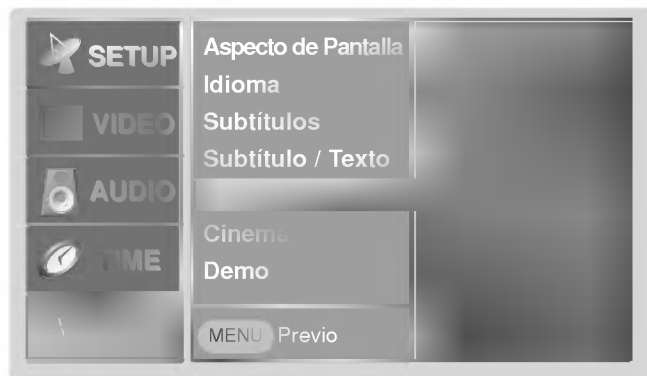 SETUP
VIDEO
AUDIO
TIME
Aspecto de Pantalla
Idioma
Subtítulos
Subtítulo / Texto
Cinema
Demo
MENU Previo